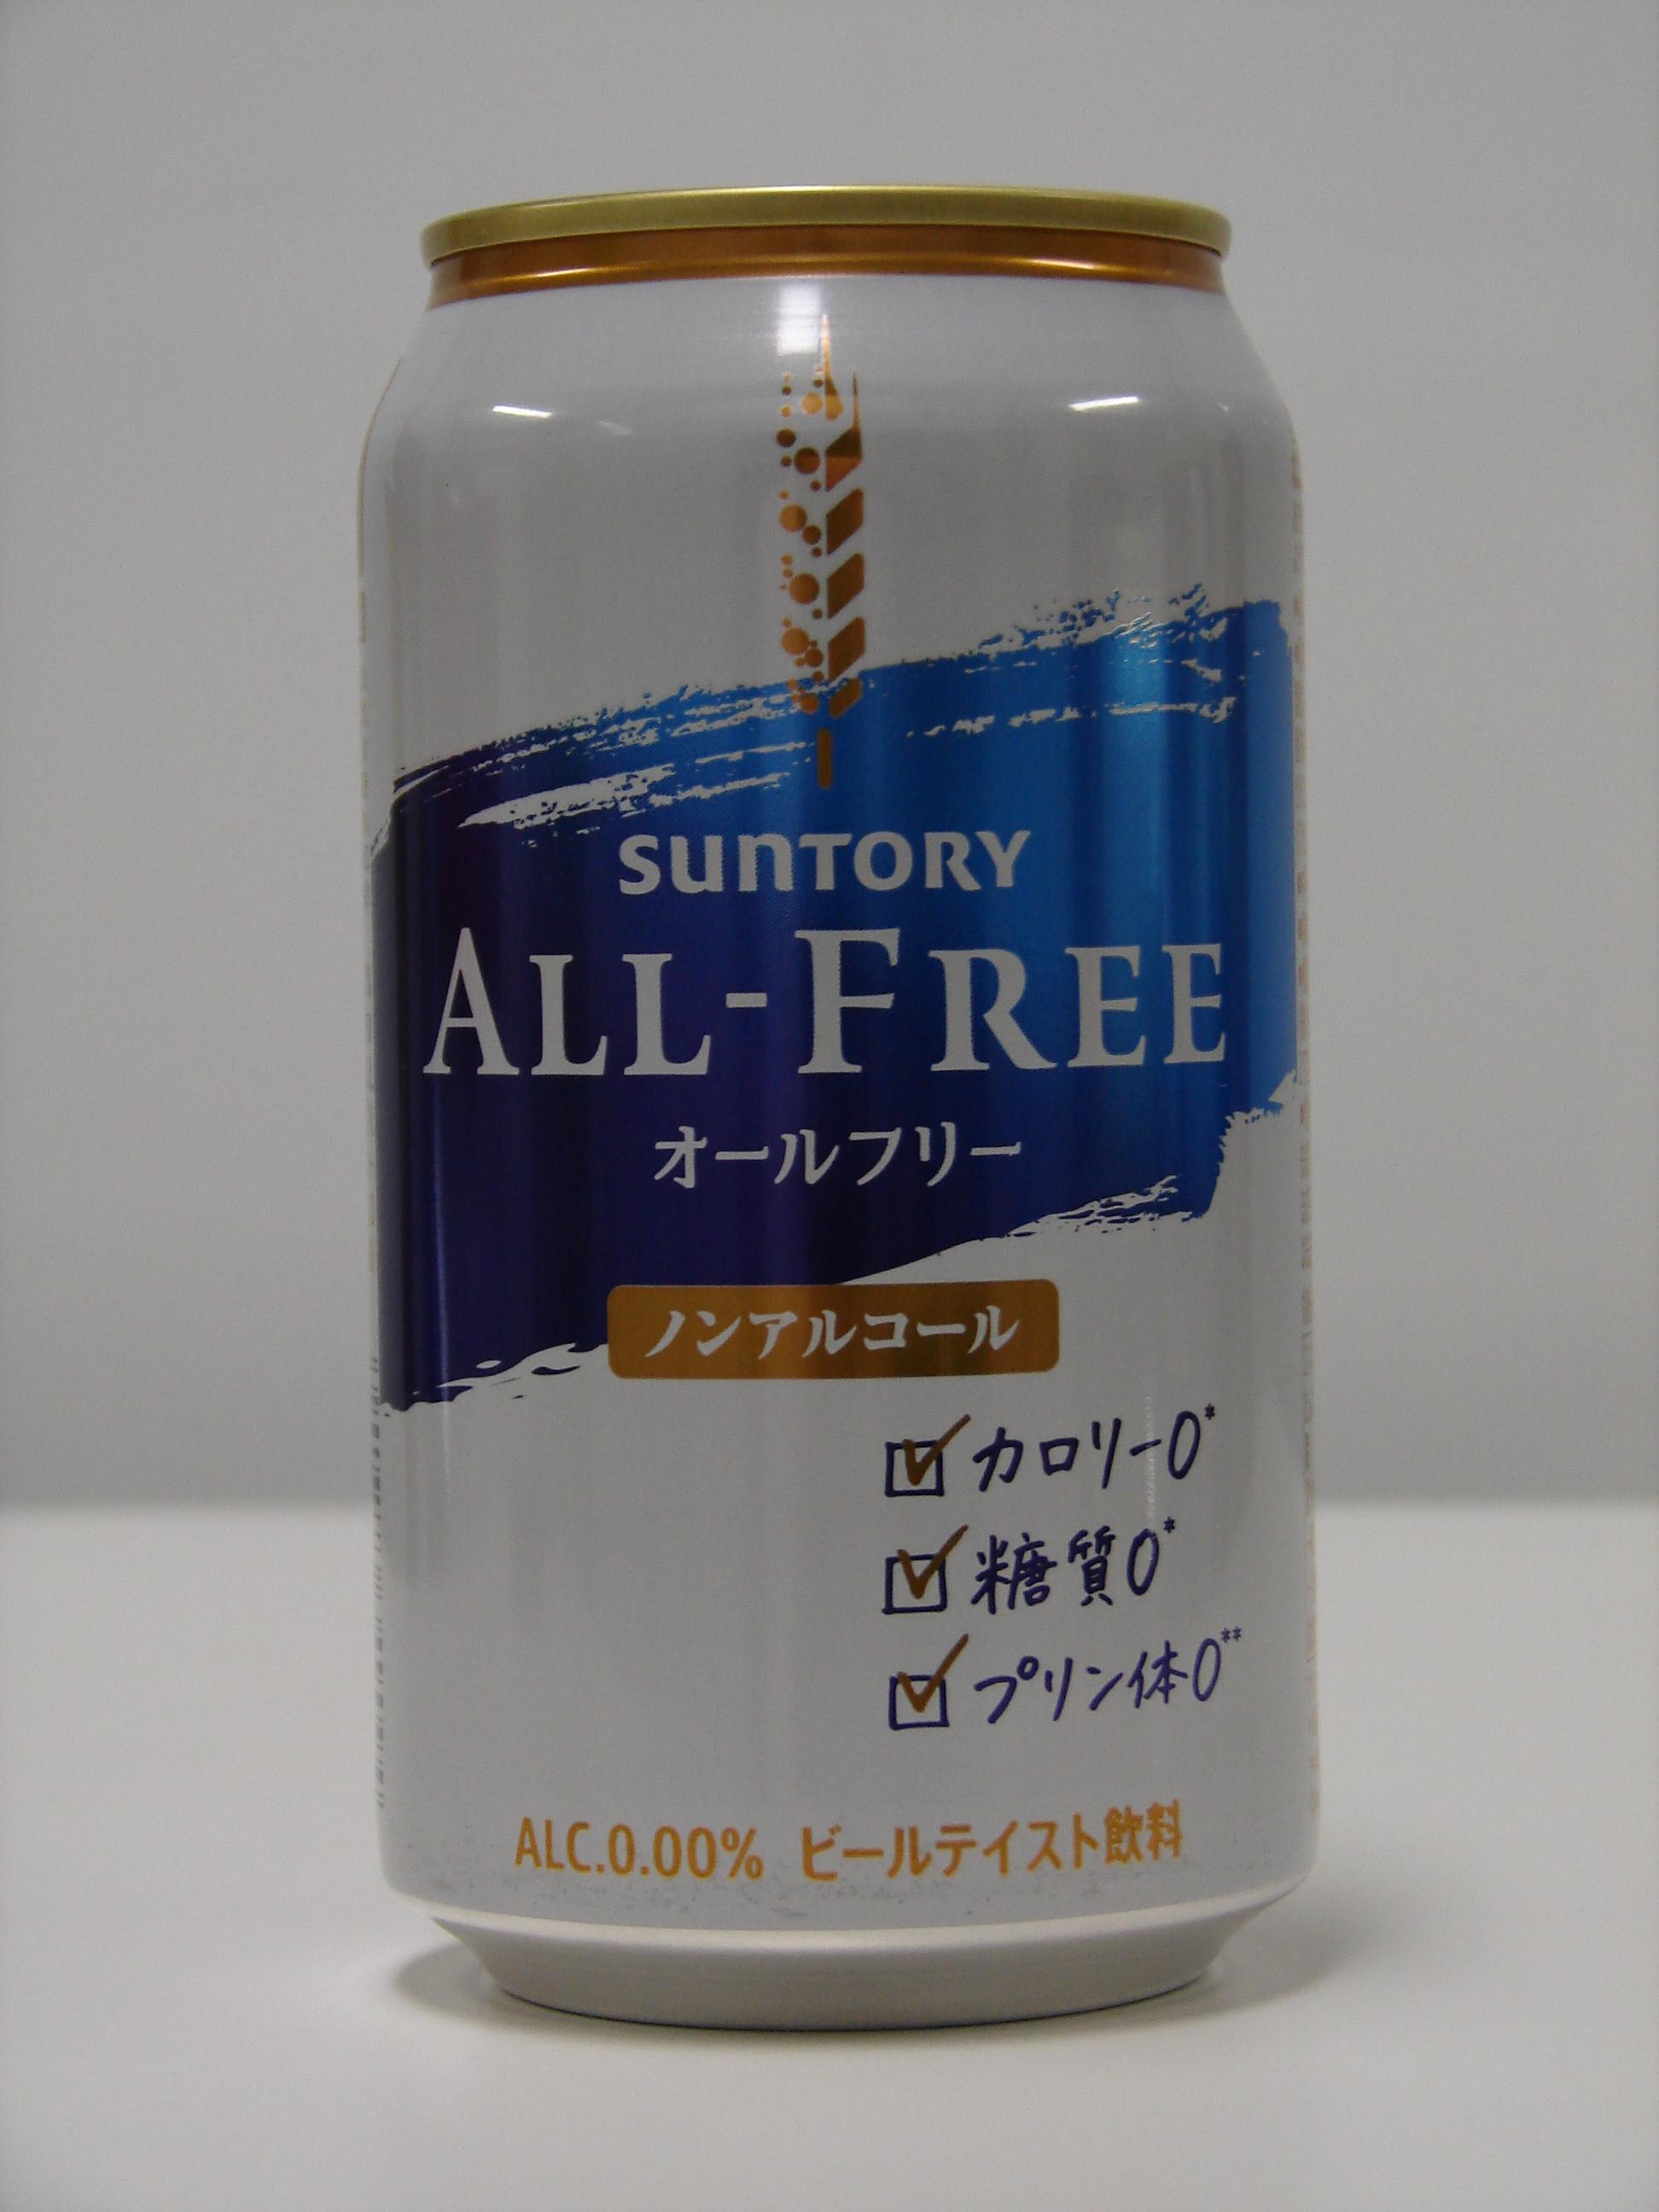 SUNTORY
ALL-FREE
オールフリー
ノンアルコール
カロリー0*
糖質0*
プリン体0**
ALC.0.00% ビールテイスト飲料